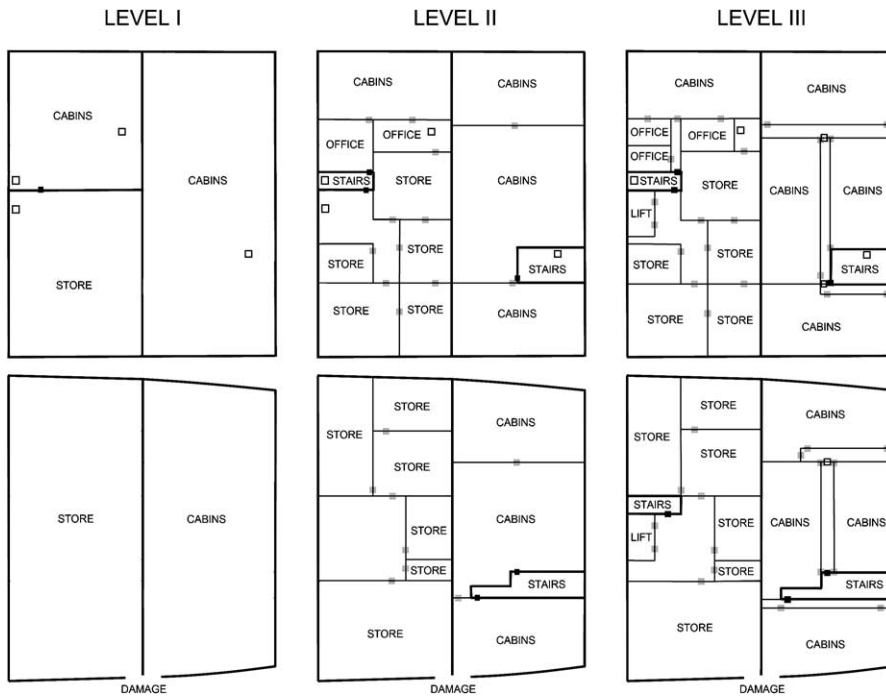 LEVEL I
LEVEL II
LEVEL III
CABINS
CABINS
STORE
CABINS
CABINS
OFFICE
OFFICE
STAIRS
STORE
CABINS
STORE
STORE
STAIRS
STORE
STORE
CABINS
CABINS
CABINS
OFFICE
OFFICE
OFFICE
STAIRS
STORE
CABINS
CABINS
LIFT
STORE
STORE
STAIRS
STORE
STORE
CABINS
STORE
CABINS
STORE
CABINS
STORE
STORE
STORE
CABINS
STORE
STAIRS
STORE
CABINS
STORE
CABINS
STORE
STORE
STAIRS
STORE
CABINS
CABINS
LIFT
STORE
STAIRS
STORE
CABINS
DAMAGE
DAMAGE
DAMAGE